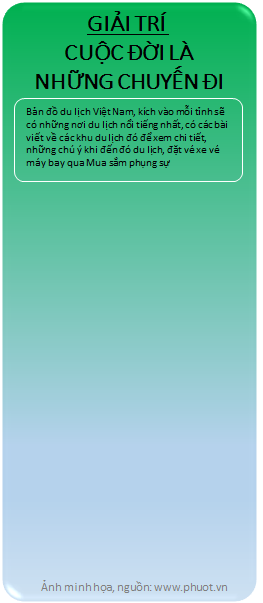 GIẢI TRÍ
CUỘC ĐỜI LÀ
NHỮNG CHUYẾN ĐI
Bản đồ du lịch Việt Nam, kích vào mỗi tỉnh sẽ
có những nơi du lịch nổi tiếng nhất, có các bài
viết về các khu du lịch đó để xem chi tiết,
những chú ý khi đến đó du lịch, đặt vé xe vé
máy bay qua Mua sắm phụng sự
Ảnh minh họa, nguồn: www.phuot.vn